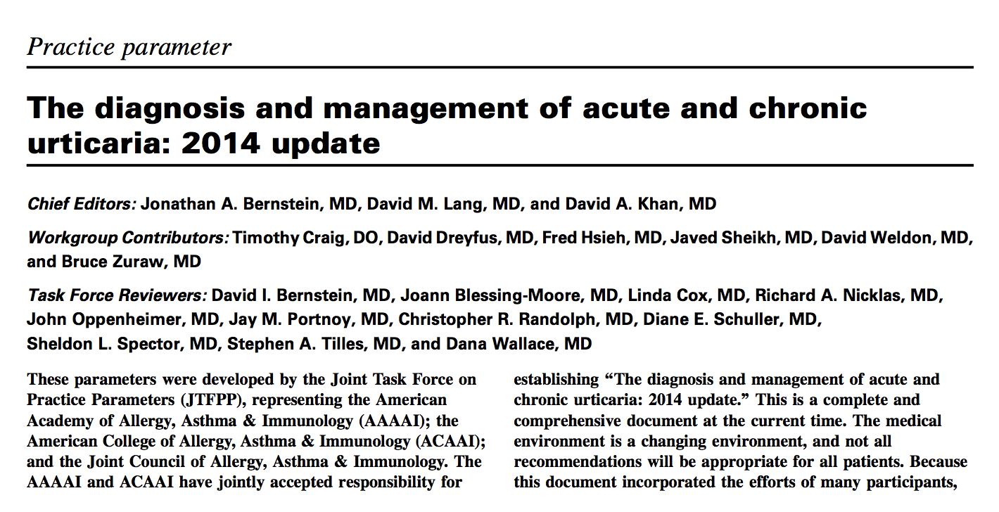 Practice parameter
The diagnosis and management of acute and chronic
urticaria: 2014 update
Chief Editors: Jonathan A. Bernstein, MD, David M. Lang, MD, and David A. Khan, MD
Workgroup Contributors: Timothy Craig, DO, David Dreyfus, MD, Fred Hsieh, MD, Javed Sheikh, MD, David Weldon, MD,
and Bruce Zuraw, MD
Task Force Reviewers: David I. Bernstein, MD, Joann Blessing-Moore, MD, Linda Cox, MD, Richard A. Nicklas, MD,
John Oppenheimer, MD, Jay M. Portnoy, MD, Christopher R. Randolph, MD, Diane E. Schuller, MD,
Sheldon L. Spector, MD, Stephen A. Tilles, MD, and Dana Wallace, MD
These parameters were developed by the Joint Task Force on
Practice Parameters (JTFPP), representing the American
Academy of Allergy, Asthma & Immunology (AAAAI); the
American College of Allergy, Asthma & Immunology (ACAAI);
and the Joint Council of Allergy, Asthma & Immunology. The
AAAAI and ACAAI have jointly accepted responsibility for
establishing “The diagnosis and management of acute and
chronic urticaria: 2014 update.” This is a complete and
comprehensive document at the current time. The medical
environment is a changing environment, and not all
recommendations will be appropriate for all patients. Because
this document incorporated the efforts of many participants,